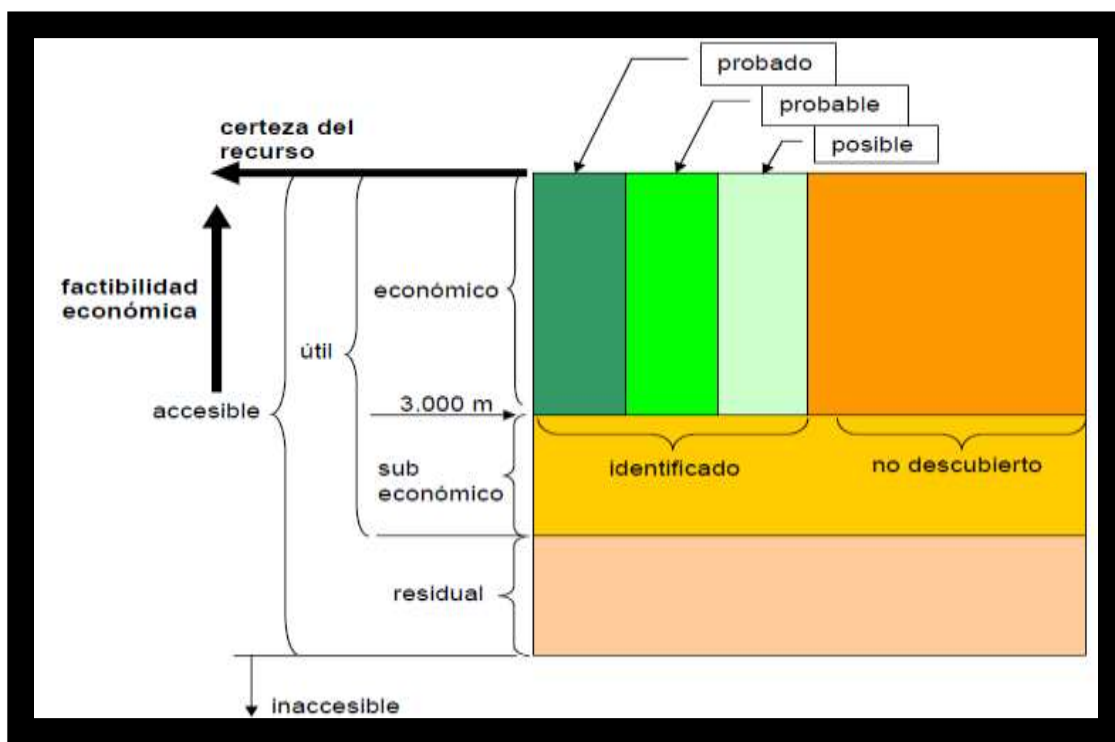 probado
probable
posible
certeza del
recurso
factibilidad
económica
económico
útil
accesible
3.000 m
sub
económico
identificado
no descubierto
residual
inaccesible